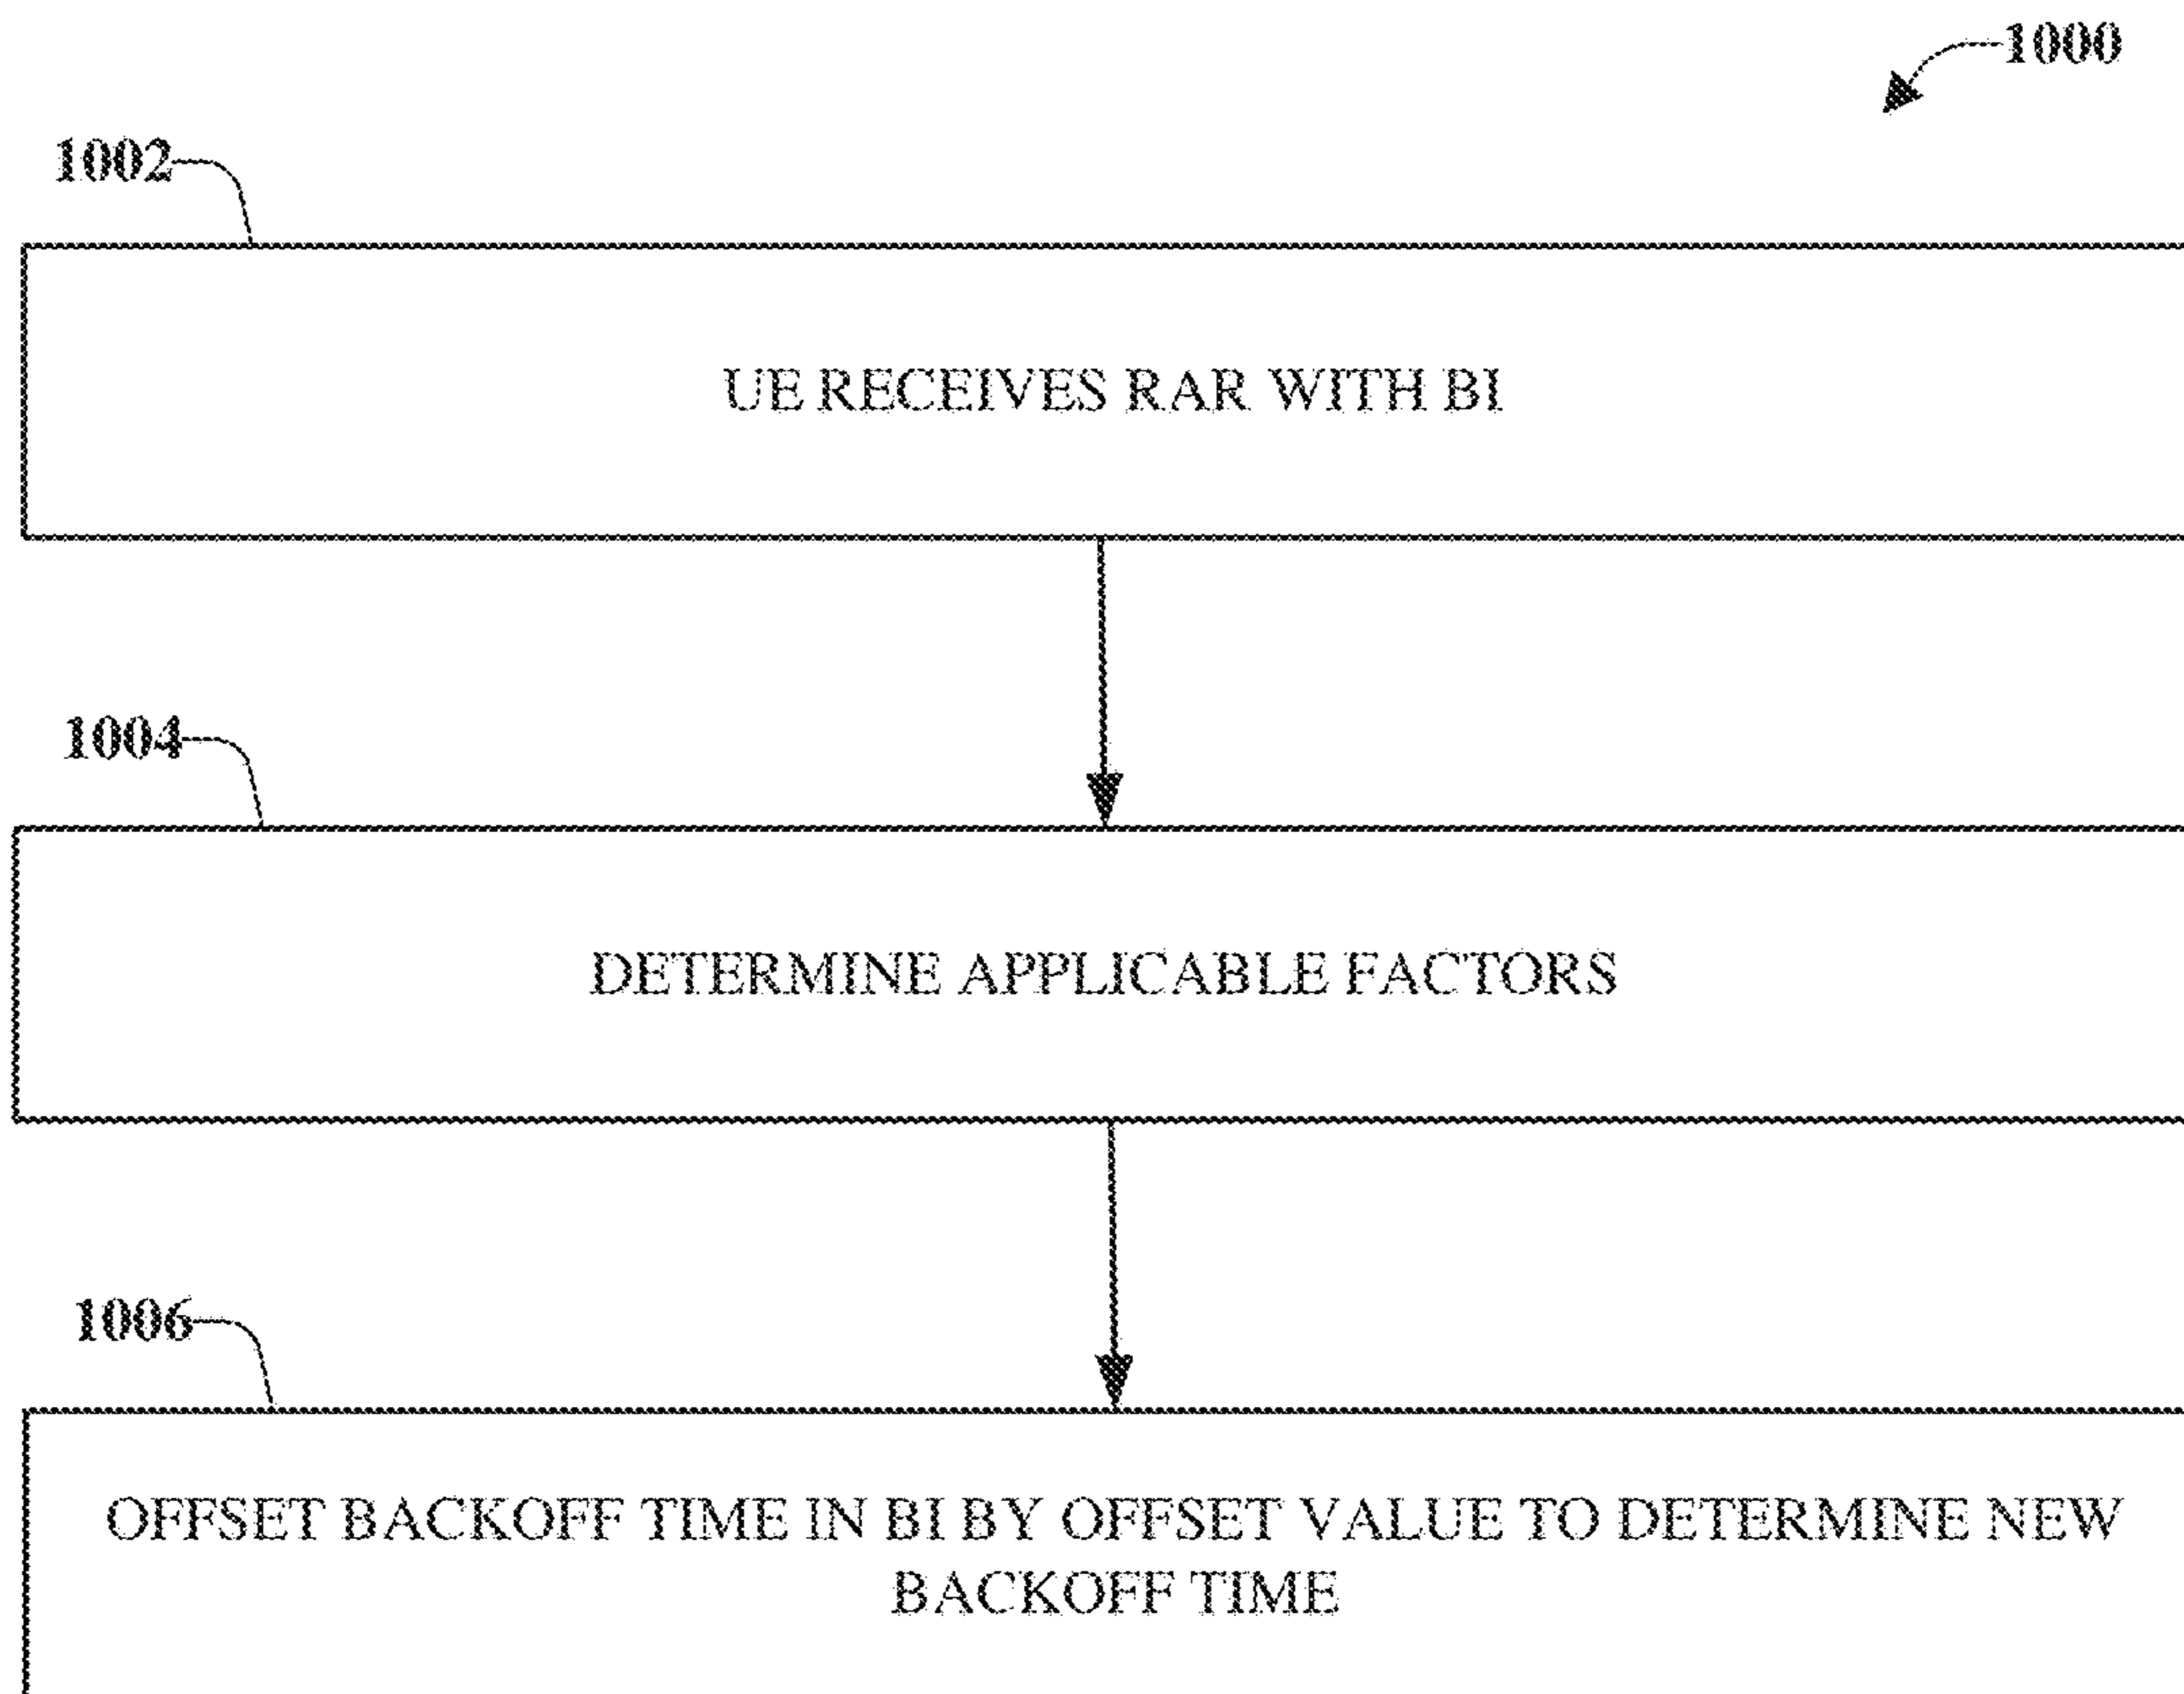 1000
1002
UE RECEIVES RAR WITH BI
1004
DETERMINE APPLICABLE FACTORS
1006
OFFSET BACKOFF TIME IN BI BY OFFSET VALUE TO DETERMINE NEW
BACKOFF TIME